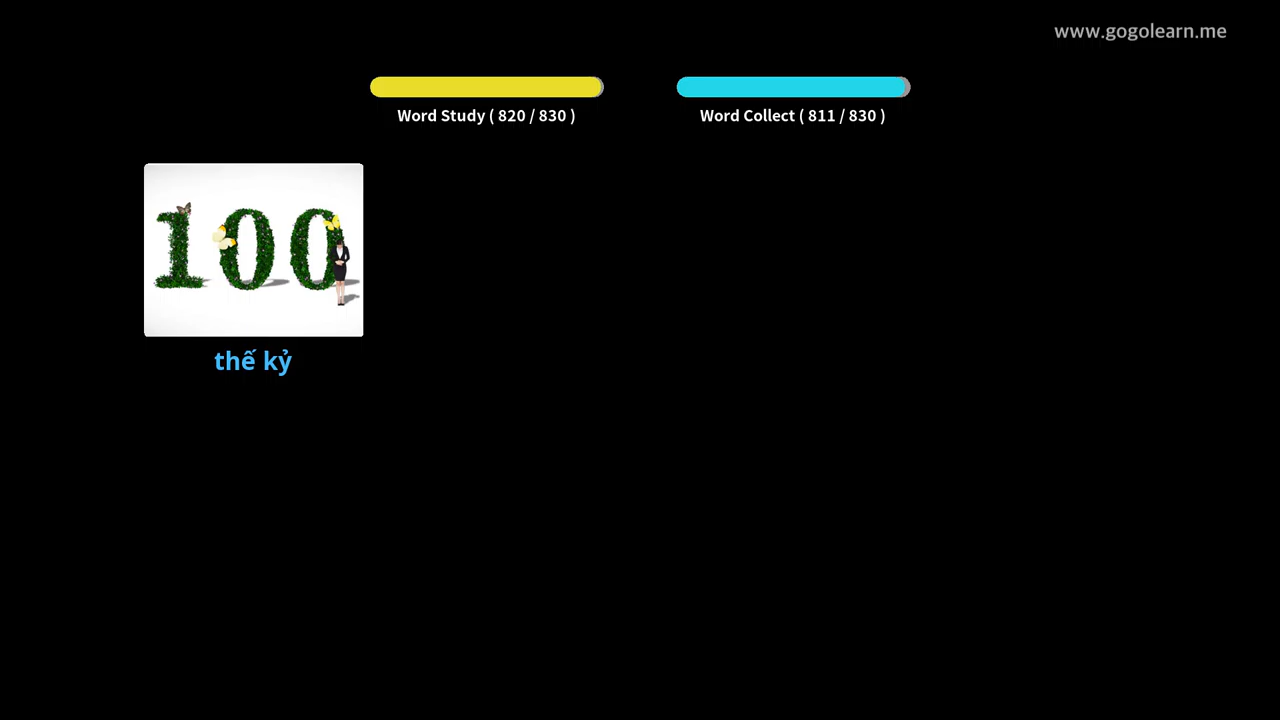 www.gogolearn.me
Word Study ( 820 / 830 )
Word Collect ( 811 / 830 )
100
thế kỷ